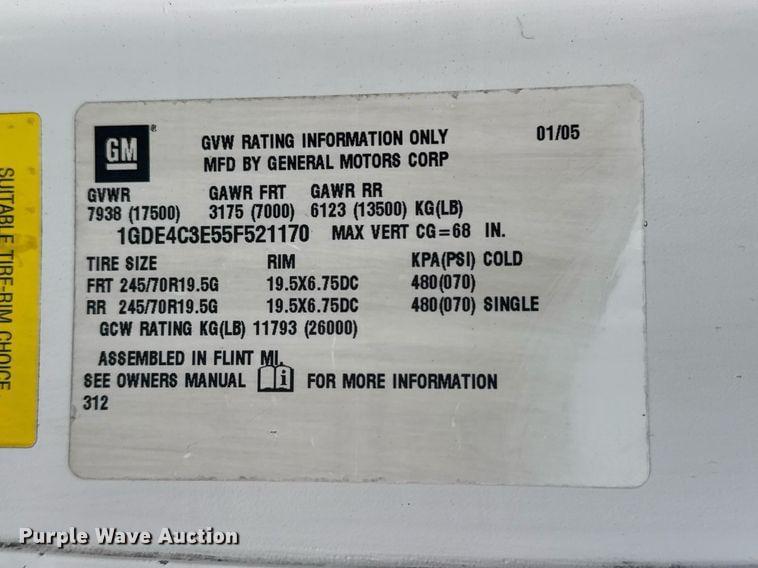 GM®
GVW RATING INFORMATION ONLY 01/05
MFD BY GENERAL MOTORS CORP
GVWR GAWR FRT GAWR RR
7938 (17500) 3175 (7000) 6123 (13500) KG(LB)
1GDE4C3E55F521170 MAX VERT CG=68 IN.
TIRE SIZE RIM KPA(PSI) COLD
FRT 245/70R19.5G 19.5X6.75DC 480(070)
RR 245/70R19.5G 19.5X6.75DC 480(070) SINGLE
GCW RATING KG(LB) 11793 (26000)
ASSEMBLED IN FLINT MI.
SEE OWNERS MANUAL i FOR MORE INFORMATION
312
SUITABLE TIRE-RIM CHOICE
Purple Wave Auction